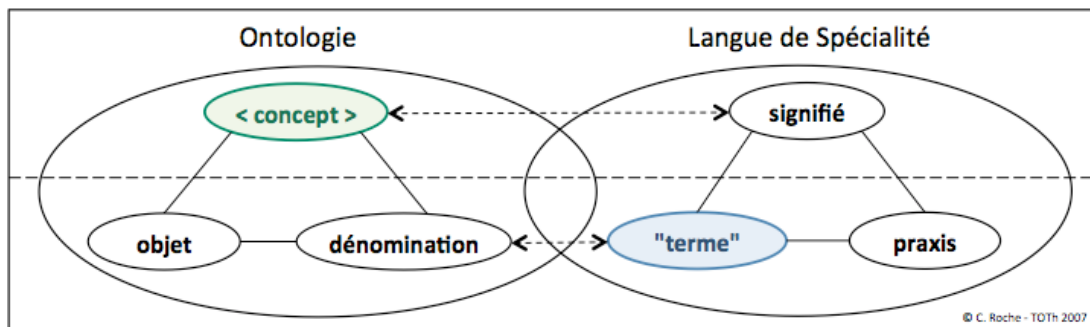 Ontologie
Langue de Spécialité
< concept >
signifié
objet
dénomination
"terme"
praxis
© C. Roche - TOTh 2007